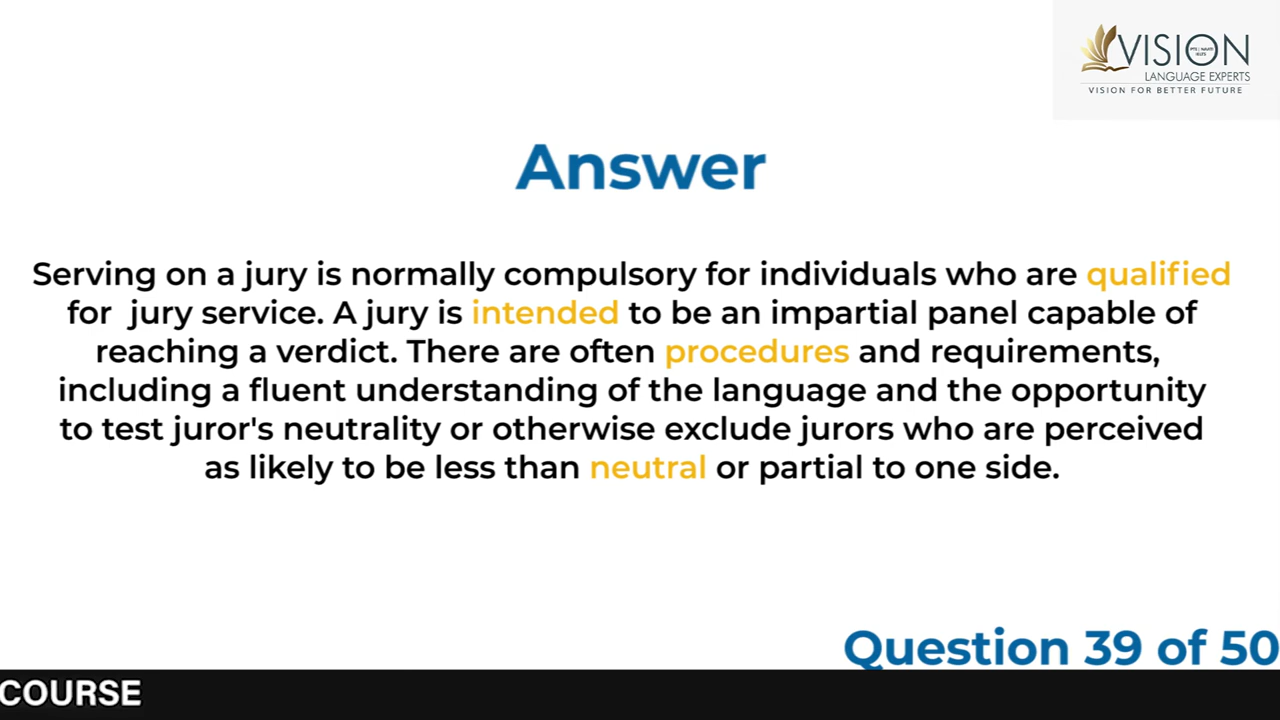 VISION
LANGUAGE EXPERTS
VISION FOR BETTER FUTURE
Answer
Serving on a jury is normally compulsory for individuals who are qualified
for jury service. A jury is intended to be an impartial panel capable of
reaching a verdict. There are often procedures and requirements,
including a fluent understanding of the language and the opportunity
to test juror's neutrality or otherwise exclude jurors who are perceived
as likely to be less than neutral or partial to one side.
Question 39 of 50
COURSE